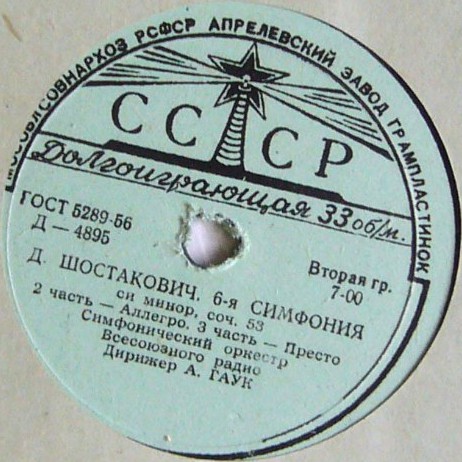 МОСОБЛСОВНАРХОЗ РСФСР АПРЕЛЕВСКИЙ ЗАВОД ГРАМПЛАСТИНОК
СССР
Долгоиграющая 33 об/м.
ГОСТ 5289-56
Д — 4895
Вторая гр.
7-00
Д. ШОСТАКОВИЧ. 6-я СИМФОНИЯ
си минор, соч. 53
2 часть — Аллегро. 3 часть — Престо
Симфонический оркестр
Всесоюзного радио
Дирижер А. ГАУК